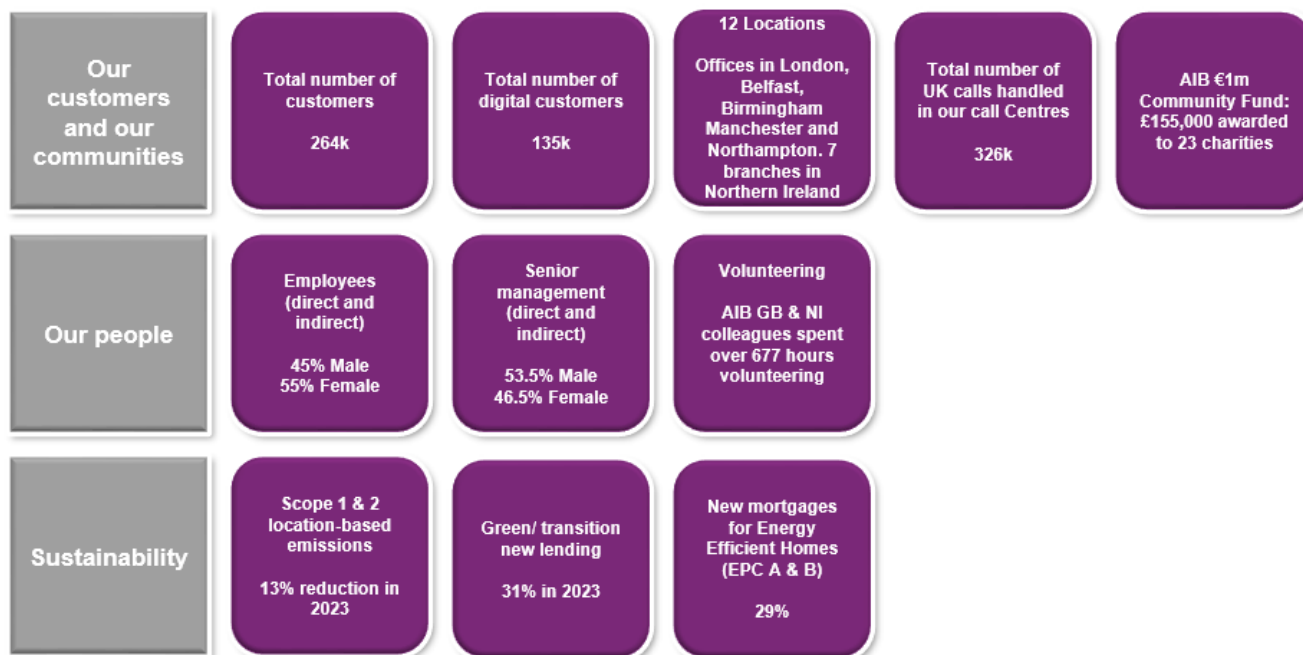 Our
customers
and our
communities
Total number of
customers
264k
Total number of
digital customers
135k
12 Locations
Offices in London,
Belfast,
Birmingham
Manchester and
Northampton. 7
branches in
Northern Ireland
Total number of
UK calls handled
in our call Centres
326k
AIB €1m
Community Fund:
£155,000 awarded
to 23 charities
Our people
Employees
(direct and
indirect)
45% Male
55% Female
Senior
management
(direct and
indirect)
53.5% Male
46.5% Female
Volunteering
AIB GB & NI
colleagues spent
over 677 hours
volunteering
Sustainability
Scope 1 & 2
location-based
emissions
13% reduction in
2023
Green/ transition
new lending
31% in 2023
New mortgages
for Energy
Efficient Homes
(EPC A & B)
29%